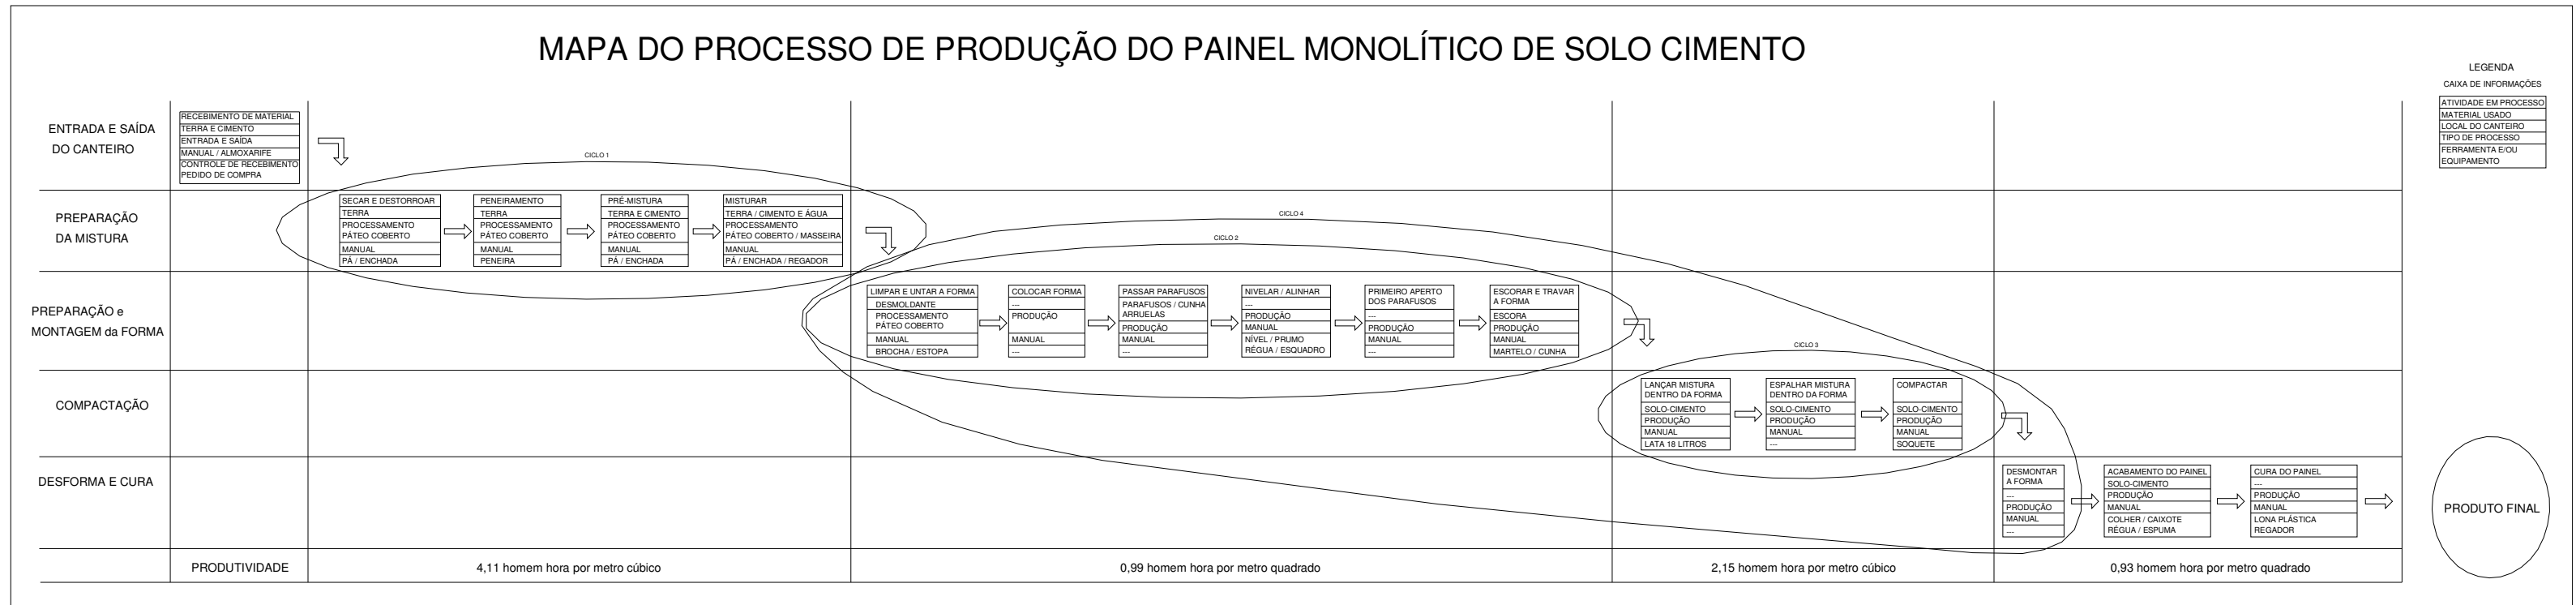 MAPA DO PROCESSO DE PRODUÇÃO DO PAINEL MONOLÍTICO DE SOLO CIMENTO
LEGENDA
CAIXA DE INFORMAÇÕES
ATIVIDADE EM PROCESSO
MATERIAL USADO
LOCAL DO CANTEIRO
TIPO DE PROCESSO
FERRAMENTA E/OU
EQUIPAMENTO
ENTRADA E SAÍDA
DO CANTEIRO
RECEBIMENTO DE MATERIAL
TERRA E CIMENTO
ENTRADA E SAÍDA
MANUAL / ALMOXARIFE
CONTROLE DE RECEBIMENTO
PEDIDO DE COMPRA
CICLO 1
PREPARAÇÃO
DA MISTURA
SECAR E DESTORROAR
TERRA
PROCESSAMENTO
PÁTEO COBERTO
MANUAL
PÁ / ENCHADA
PENEIRAMENTO
TERRA
PROCESSAMENTO
PÁTEO COBERTO
MANUAL
PENEIRA
PRÉ-MISTURA
TERRA E CIMENTO
PROCESSAMENTO
PÁTEO COBERTO
MANUAL
PÁ / ENCHADA
MISTURAR
TERRA / CIMENTO E ÁGUA
PROCESSAMENTO
PÁTEO COBERTO / MASSEIRA
MANUAL
PÁ / ENCHADA / REGADOR
CICLO 4
CICLO 2
PREPARAÇÃO e
MONTAGEM da FORMA
LIMPAR E UNTAR A FORMA
DESMOLDANTE
PROCESSAMENTO
PÁTEO COBERTO
MANUAL
BROCHA / ESTOPA
COLOCAR FORMA
---
PRODUÇÃO
MANUAL
---
PASSAR PARAFUSOS
PARAFUSOS / CUNHA
ARRUELAS
PRODUÇÃO
MANUAL
---
NIVELAR / ALINHAR
---
PRODUÇÃO
MANUAL
NÍVEL / PRUMO
RÉGUA / ESQUADRO
PRIMEIRO APERTO
DOS PARAFUSOS
---
PRODUÇÃO
MANUAL
---
ESCORAR E TRAVAR
A FORMA
ESCORA
PRODUÇÃO
MANUAL
MARTELO / CUNHA
CICLO 3
COMPACTAÇÃO
LANÇAR MISTURA
DENTRO DA FORMA
SOLO-CIMENTO
PRODUÇÃO
MANUAL
LATA 18 LITROS
ESPALHAR MISTURA
DENTRO DA FORMA
SOLO-CIMENTO
PRODUÇÃO
MANUAL
---
COMPACTAR
SOLO-CIMENTO
PRODUÇÃO
MANUAL
SOQUETE
DESFORMA E CURA
DESMONTAR
A FORMA
---
PRODUÇÃO
MANUAL
---
ACABAMENTO DO PAINEL
SOLO-CIMENTO
PRODUÇÃO
MANUAL
COLHER / CAIXOTE
RÉGUA / ESPUMA
CURA DO PAINEL
---
PRODUÇÃO
MANUAL
LONA PLÁSTICA
REGADOR
PRODUTO FINAL
PRODUTIVIDADE
4,11 homem hora por metro cúbico
0,99 homem hora por metro quadrado
2,15 homem hora por metro cúbico
0,93 homem hora por metro quadrado